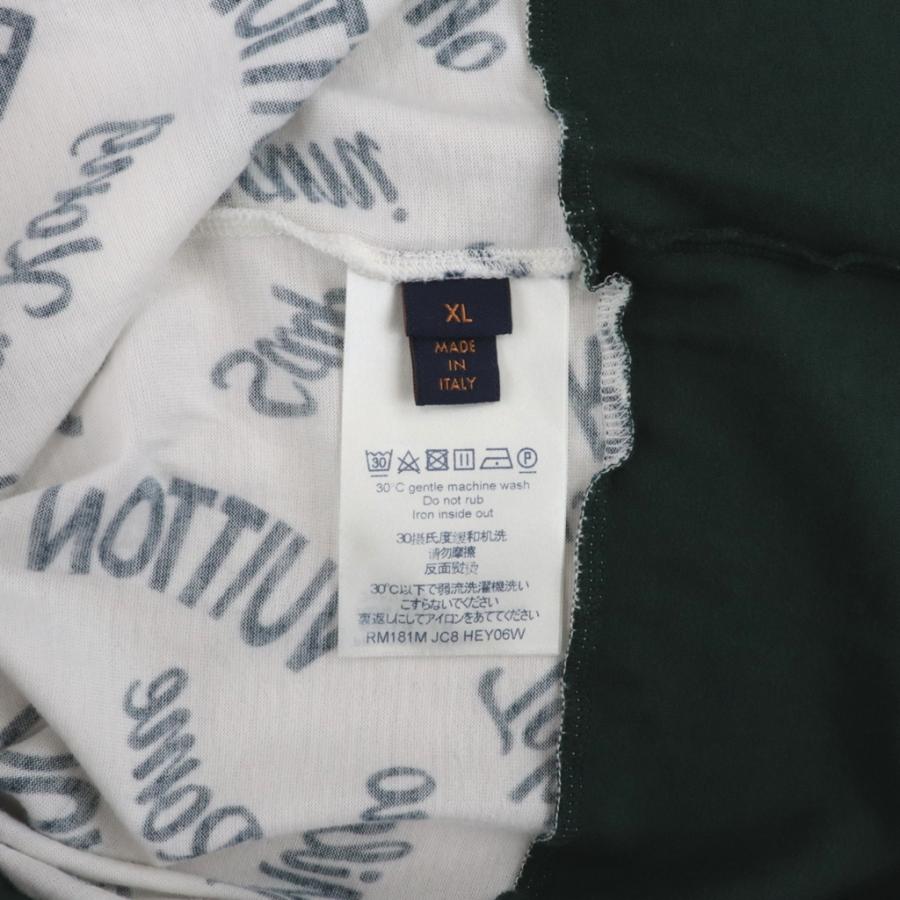 XL
MADE
IN
ITALY
30
P
30°C gentle machine wash
Do not rub
Iron inside out
30摄氏度缓和机洗
请勿摩擦
反面熨烫
30℃以下で弱流洗濯機洗い
こすらないでください
裏返しにしてアイロンをあててください
RM181M JC8 HEY06W
VUITTON